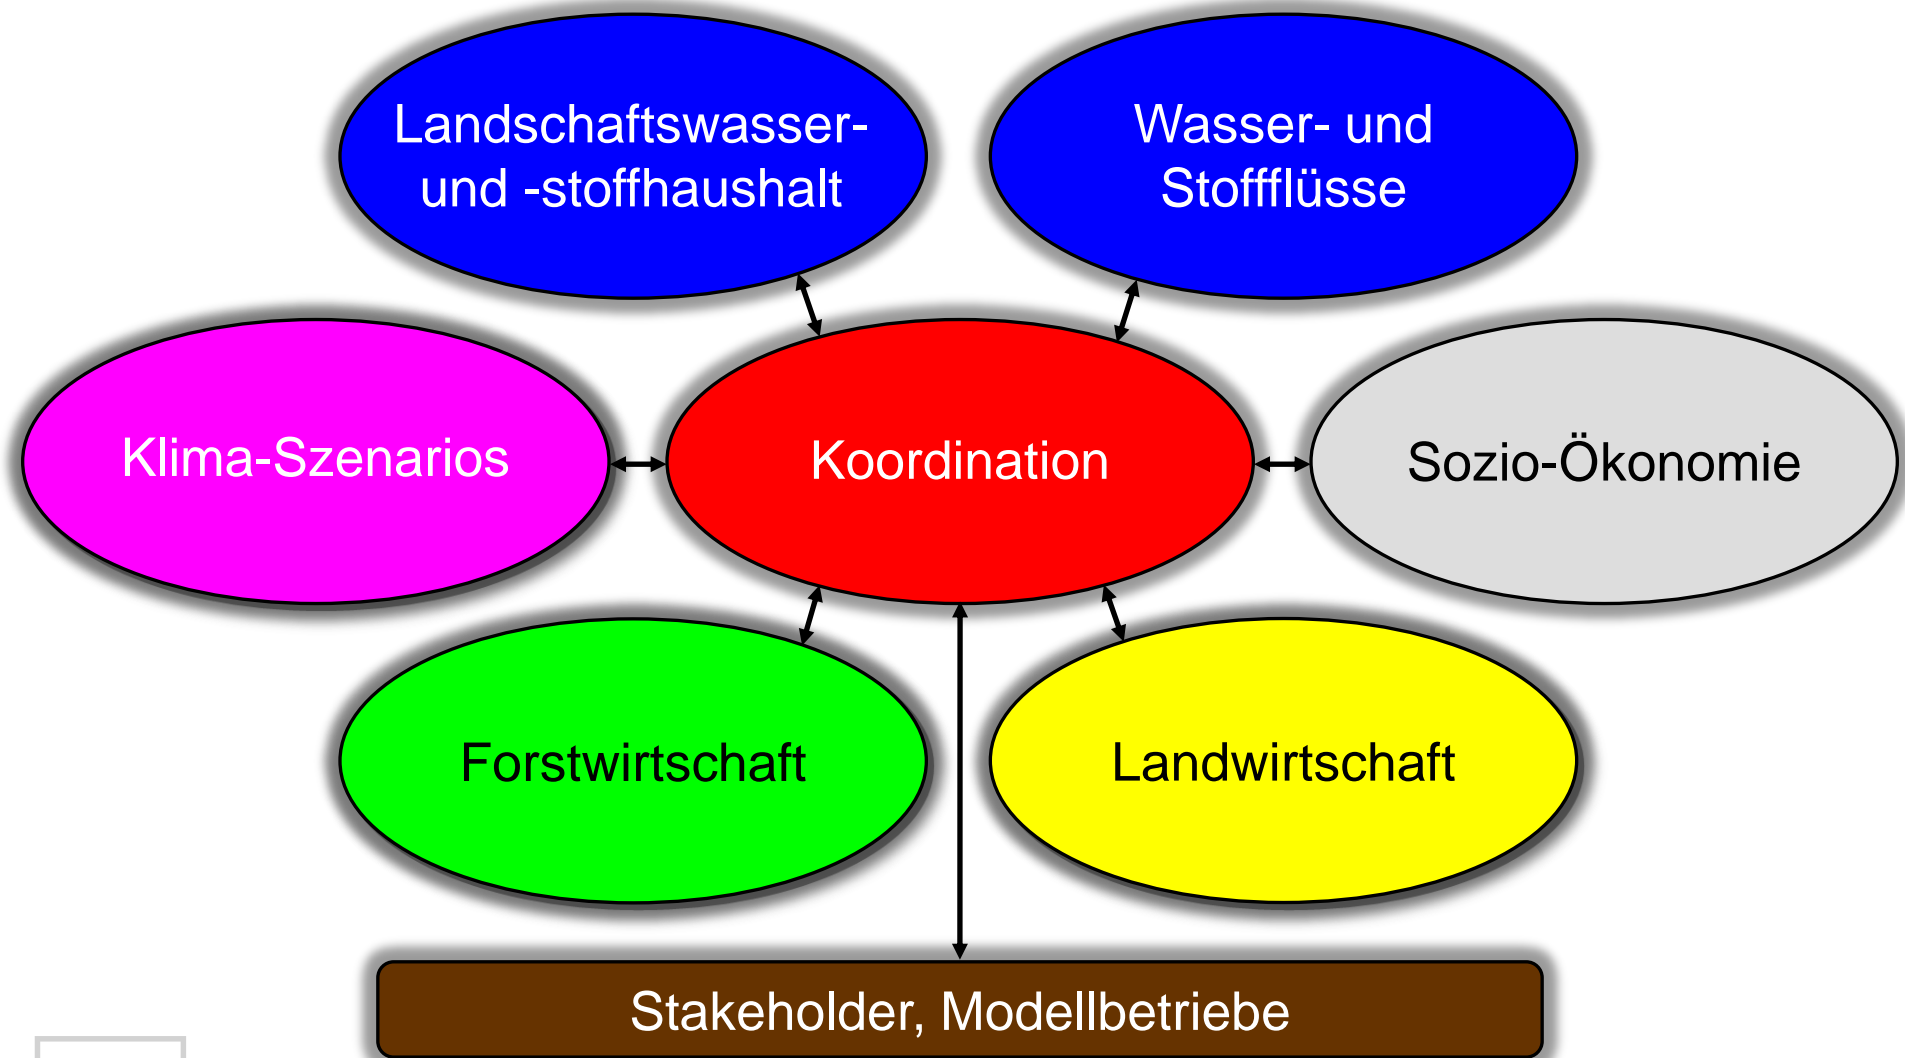 Landschaftswasser-
und -stoffhaushalt
Wasser- und
Stoffflüsse
Klima-Szenarios
Koordination
Sozio-Ökonomie
Forstwirtschaft
Landwirtschaft
Stakeholder, Modellbetriebe